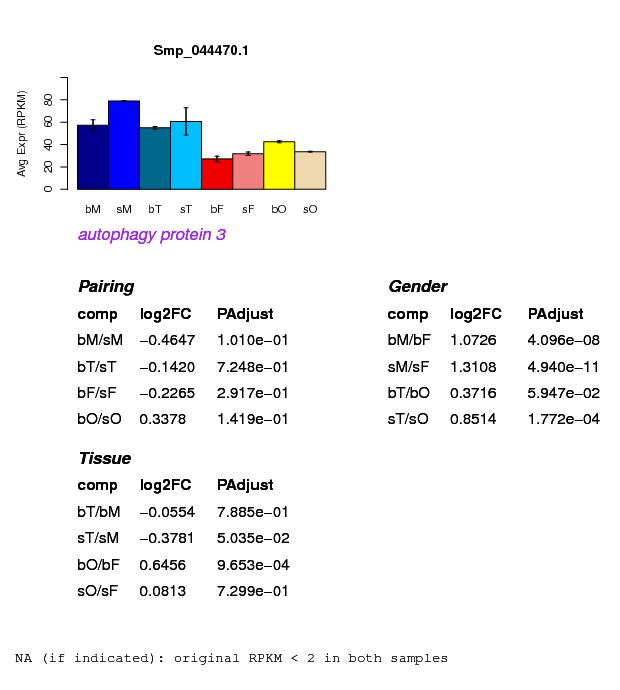 Smp_044470.1
Avg Expr (RPKM)
0 20 40 60 80
bM sM bT sT bF sF bO sO
autophagy protein 3
Pairing
comp log2FC PAdjust
bM/sM −0.4647 1.010e−01
bT/sT −0.1420 7.248e−01
bF/sF −0.2265 2.917e−01
bO/sO 0.3378 1.419e−01
Gender
comp log2FC PAdjust
bM/bF 1.0726 4.096e−08
sM/sF 1.3108 4.940e−11
bT/bO 0.3716 5.947e−02
sT/sO 0.8514 1.772e−04
Tissue
comp log2FC PAdjust
bT/bM −0.0554 7.885e−01
sT/sM −0.3781 5.035e−02
bO/bF 0.6456 9.653e−04
sO/sF 0.0813 7.299e−01
NA (if indicated): original RPKM < 2 in both samples